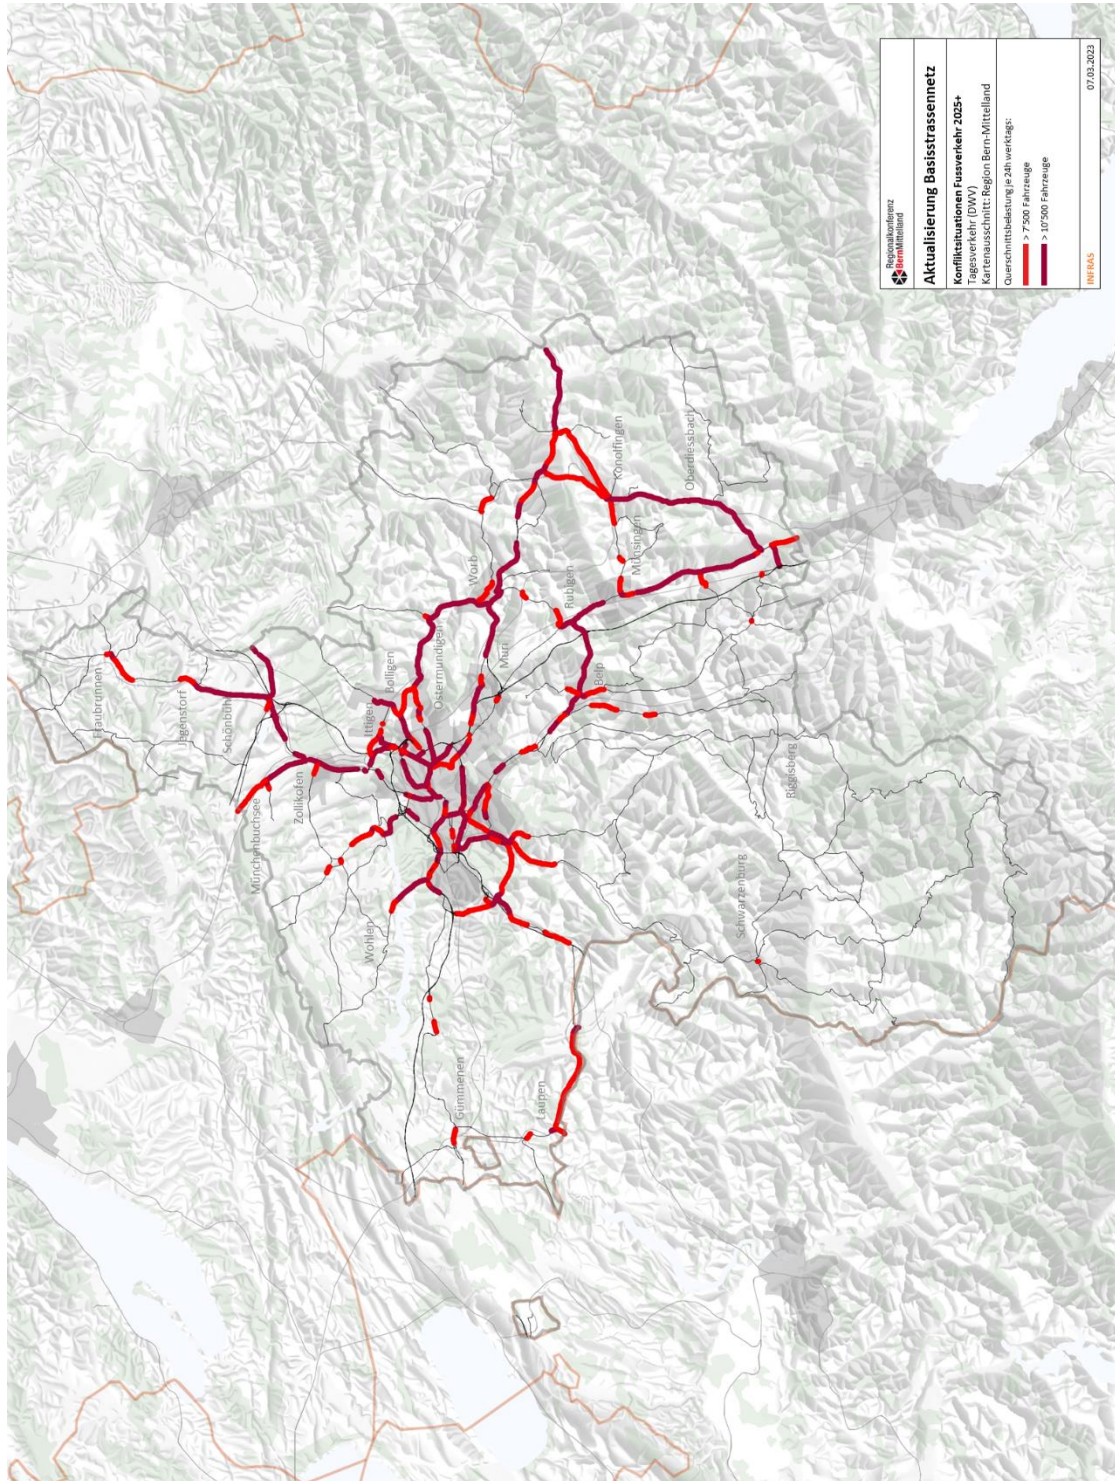 Regionalkonferenz
BernMittelland
Aktualisierung Basisstrassennetz
Konfliktsituationen Fussverkehr 2025+
Tagesverkehr (DWV)
Kartenausschnitt: Region Bern-Mittelland
Querschnittsbelastung je 24h werktags:
> 7'500 Fahrzeuge
> 10'500 Fahrzeuge
INFRAS
07.03.2023
Fraubrunnen
Jegenstorf
Schönbühl
Münchenbuchsee
Zollikofen
Ittigen
Bolligen
Ostermundigen
Worb
Wohlen
Muri
Gümmenen
Laupen
Rubigen
Belp
Münsingen
Konolfingen
Oberdiessbach
Riggisberg
Schwarzenburg